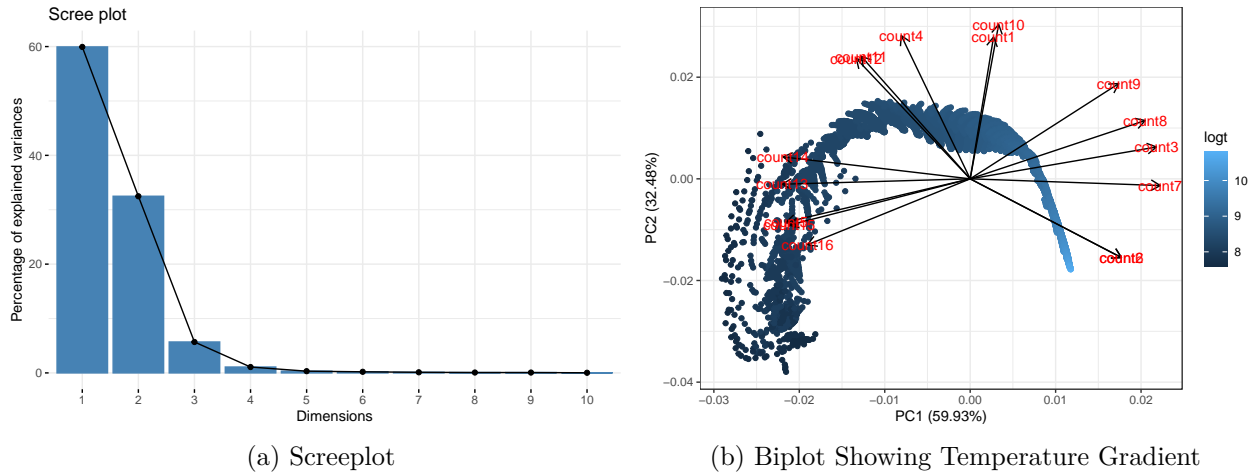 Scree plot
Percentage of explained variances
60
40
20
0
1 2 3 4 5 6 7 8 9 10
Dimensions
(a) Screeplot
PC2 (32.48%)
0.02
0.00
−0.02
−0.04
count10
count4
count1
count11
count12
count9
count8
count3
count14
count13
count7
count16
count6
−0.03 −0.02 −0.01 0.00 0.01 0.02
PC1 (59.93%)
logt
10
9
8
(b) Biplot Showing Temperature Gradient